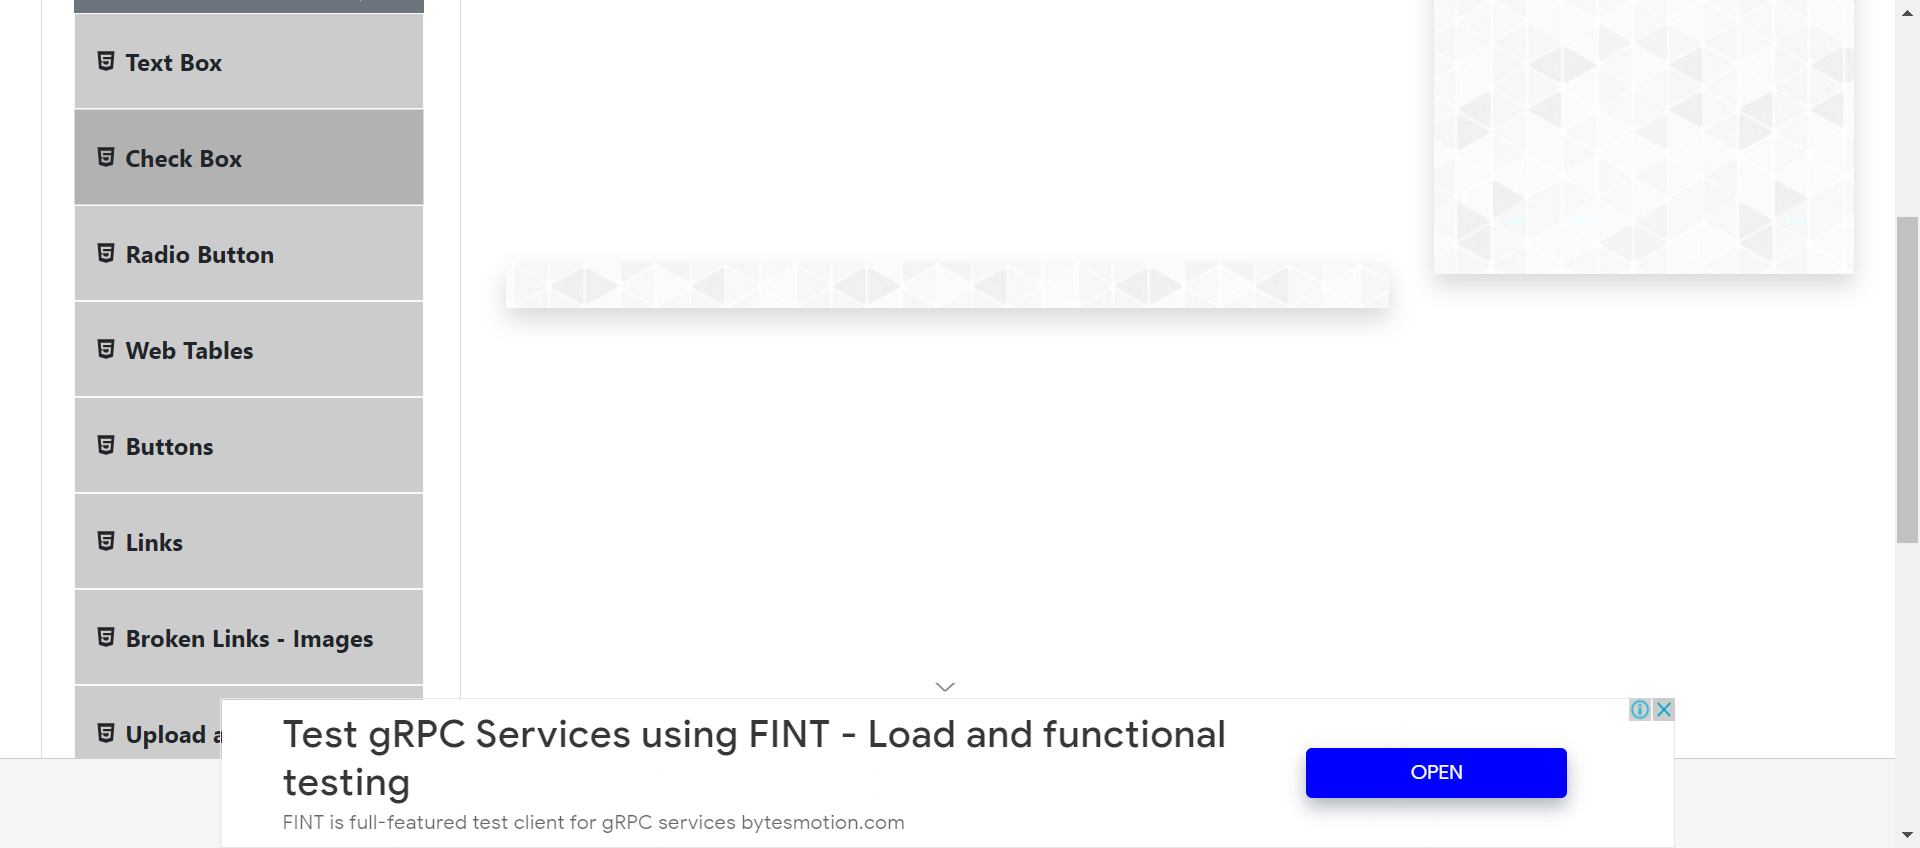 Text Box
Check Box
Radio Button
Web Tables
Buttons
Links
Broken Links - Images
Upload a
Test gRPC Services using FINT - Load and functional
testing
FINT is full-featured test client for gRPC services bytesmotion.com
OPEN